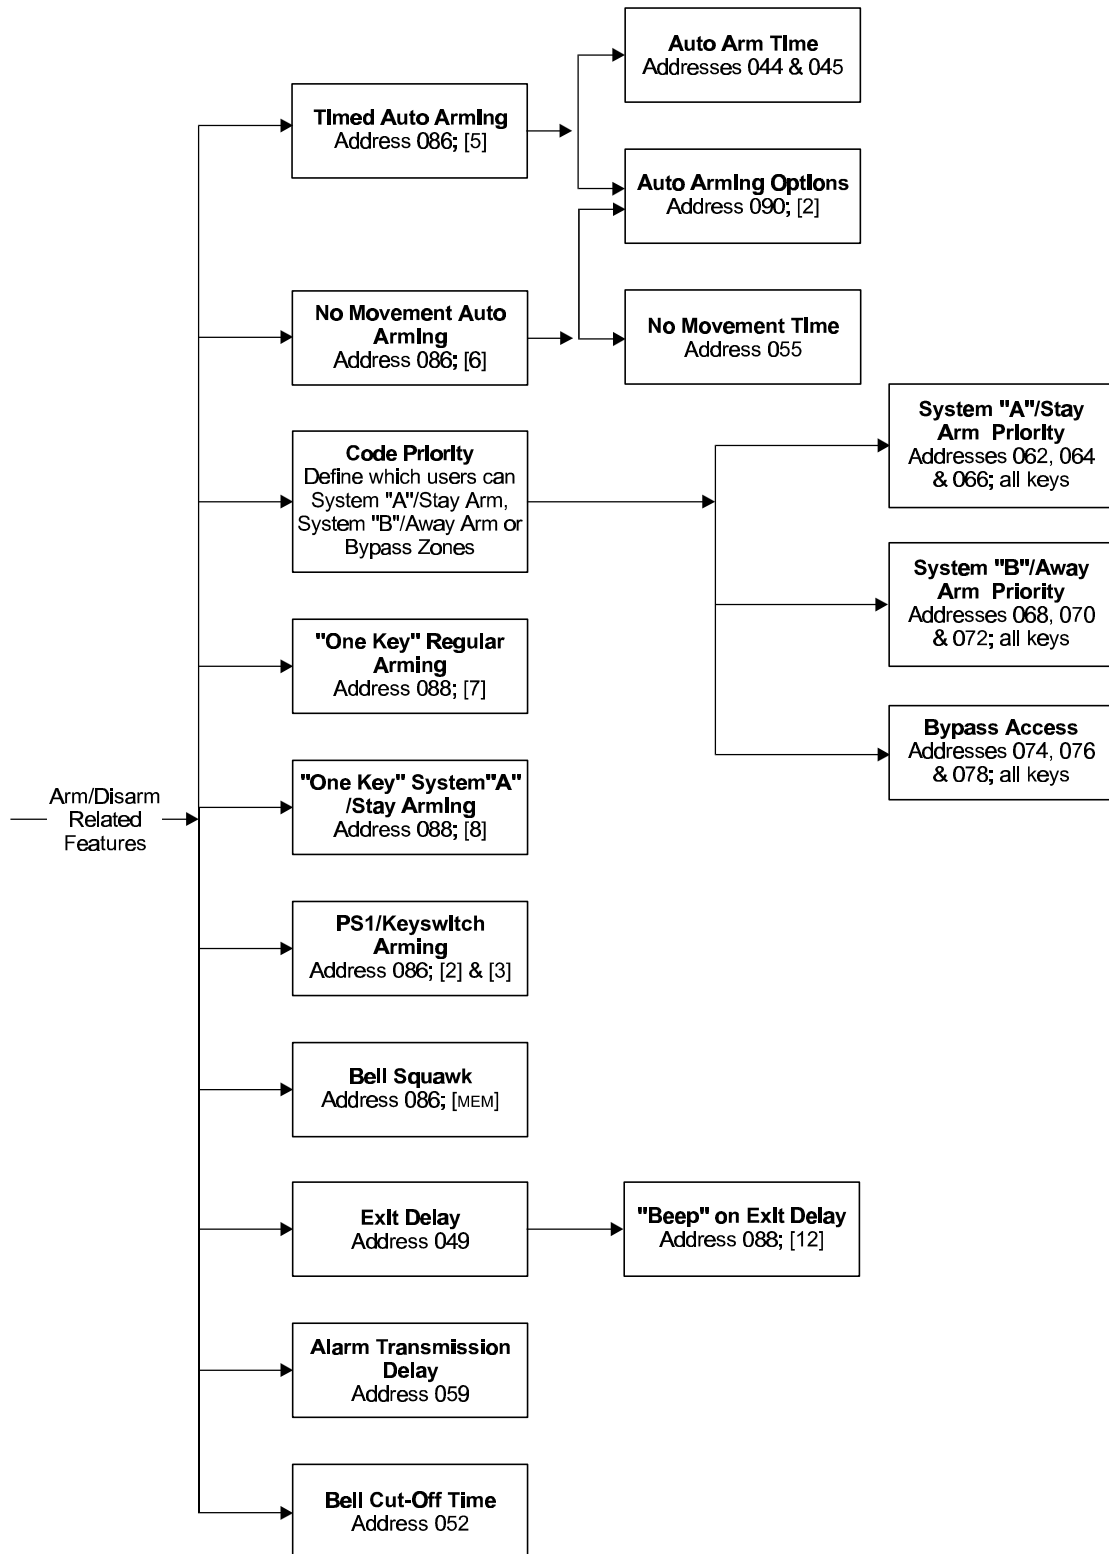 Auto Arm Time
Addresses 044 & 045
Timed Auto Arming
Address 086; [5]
Auto Arming Options
Address 090; [2]
No Movement Auto
Arming
Address 086; [6]
No Movement Time
Address 055
System "A"/Stay
Arm Priority
Addresses 062, 064
& 066; all keys
Code Priority
Define which users can
System "A"/Stay Arm,
System "B"/Away Arm or
Bypass Zones
System "B"/Away
Arm Priority
Addresses 068, 070
& 072; all keys
"One Key" Regular
Arming
Address 088; [7]
Bypass Access
Addresses 074, 076
& 078; all keys
"One Key" System"A"
/Stay Arming
Address 088; [8]
Arm/Disarm
Related
Features
PS1/Keyswitch
Arming
Address 086; [2] & [3]
Bell Squawk
Address 086; [MEM]
Exit Delay
Address 049
"Beep" on Exit Delay
Address 088; [12]
Alarm Transmission
Delay
Address 059
Bell Cut-Off Time
Address 052